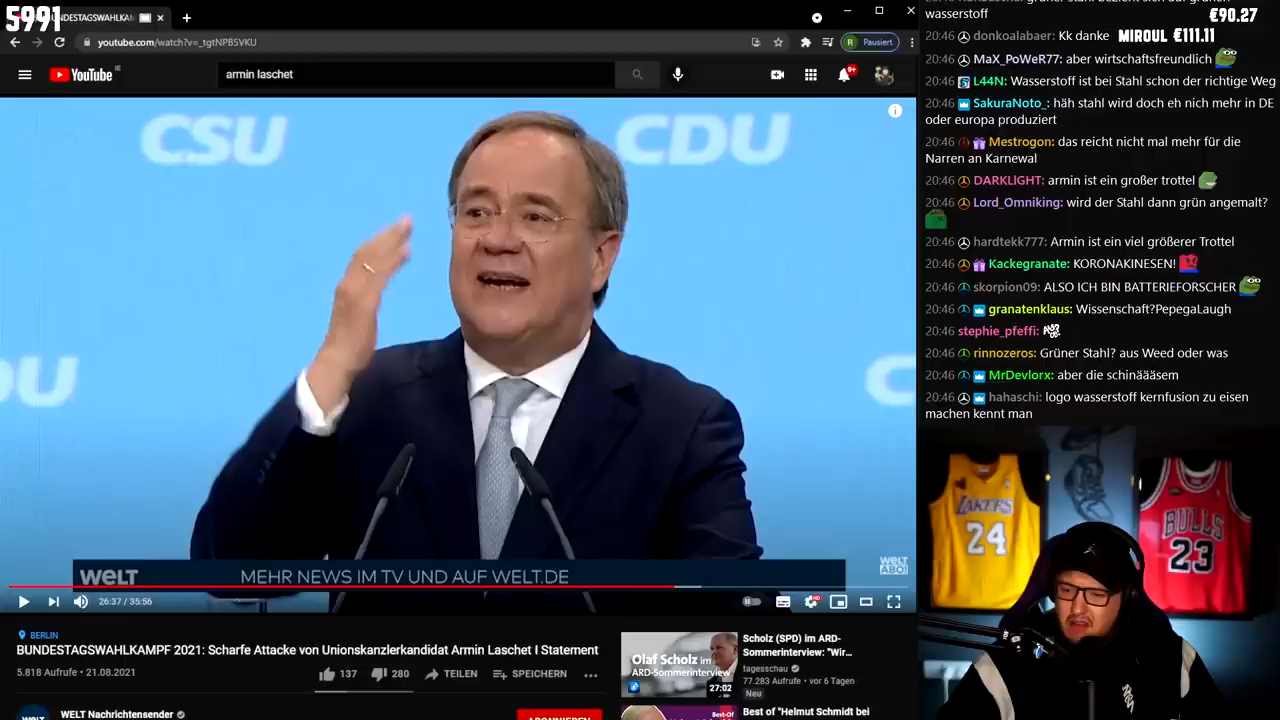 5991
BUNDESTAGSWAHLKAM
youtube.com/watch?v=_tgtNPB5VKU
R Pausiert
YouTube
armin laschet
9+
CSU
CDU
DU
C
WELT
MEHR NEWS IM TV UND AUF WELT.DE
WELT
ABO!
26:37 / 35:56
HD
BERLIN
BUNDESTAGSWAHLKAMPF 2021: Scharfe Attacke von Unionskanzlerkandidat Armin Laschet I Statement
5.818 Aufrufe • 21.08.2021
137
280
TEILEN
SPEICHERN
WELT Nachrichtensender
ABONNIEREN
Olaf Scholz im
ARD-Sommerinterview
27:02
Scholz (SPD) im ARD-
Sommerinterview: "Wir...
tagesschau
77.283 Aufrufe • vor 6 Tagen
Neu
Best-Of
Best of "Helmut Schmidt bei
wasserstoff
€90.27
MIROUL €111.11
20:46 donkoalabaer: Kk danke
20:46 MaX_PoWeR77: aber wirtschaftsfreundlich
20:46 L44N: Wasserstoff ist bei Stahl schon der richtige Weg
20:46 SakuraNoto_: häh stahl wird doch eh nich mehr in DE
oder europa produziert
20:46 Mestrogon: das reicht nicht mal mehr für die
Narren an Karnewal
20:46 DARKLIGHT: armin ist ein großer trottel
20:46 Lord_Omniking: wird der Stahl dann grün angemalt?
20:46 hardtekk777: Armin ist ein viel größerer Trottel
20:46 Kackegranate: KORONAKINESEN!
20:46 skorpion09: ALSO ICH BIN BATTERIEFORSCHER
20:46 granatenklaus: Wissenschaft?PepegaLaugh
20:46 stephie_pfeffi:
20:46 rinnozeros: Grüner Stahl? aus Weed oder was
20:46 MrDevlorx: aber die schinäääsem
20:46 hahaschi: logo wasserstoff kernfusion zu eisen
machen kennt man
LAKERS
24
BULLS
23